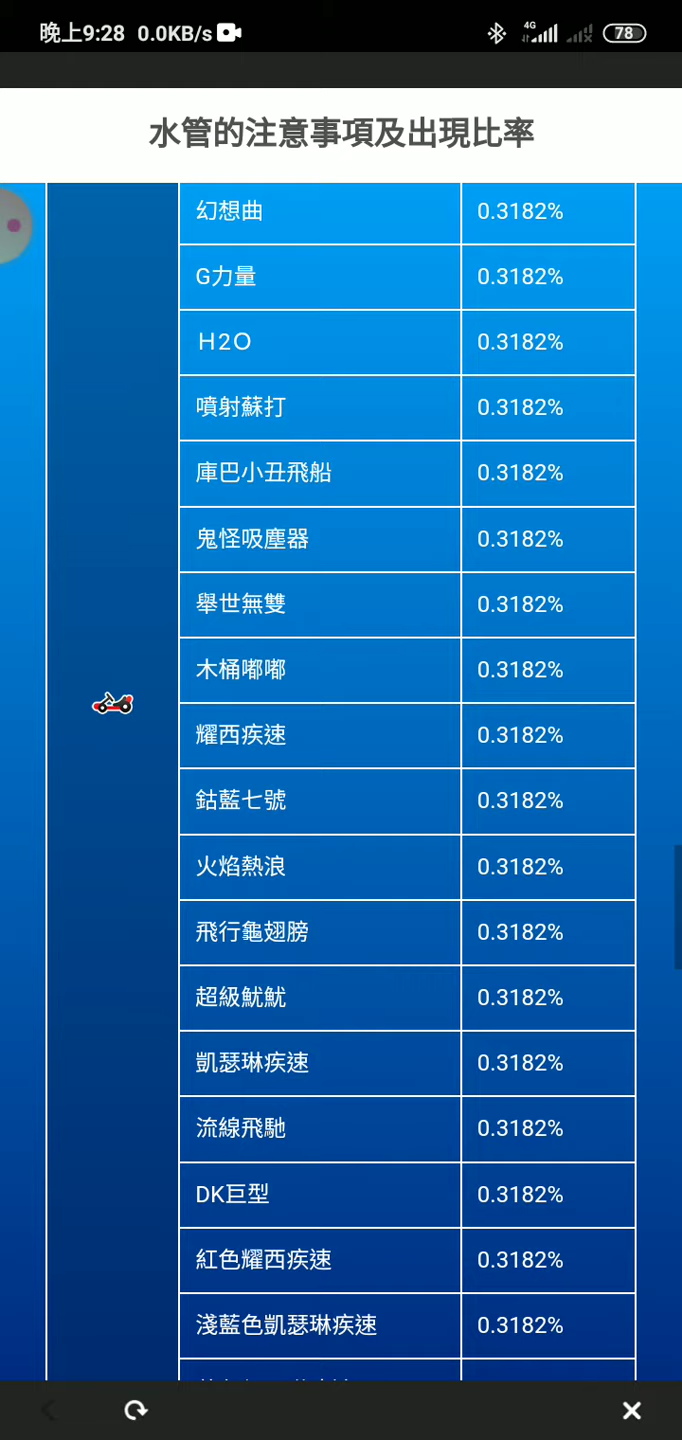 晚上9:28 0.0KB/s 4G 78
水管的注意事項及出現比率
幻想曲 0.3182%
G力量 0.3182%
H2O 0.3182%
噴射蘇打 0.3182%
庫巴小丑飛船 0.3182%
鬼怪吸塵器 0.3182%
舉世無雙 0.3182%
木桶嘟嘟 0.3182%
耀西疾速 0.3182%
鈷藍七號 0.3182%
火焰熱浪 0.3182%
飛行龜翅膀 0.3182%
超級魷魷 0.3182%
凱瑟琳疾速 0.3182%
流線飛馳 0.3182%
DK巨型 0.3182%
紅色耀西疾速 0.3182%
淺藍色凱瑟琳疾速 0.3182%